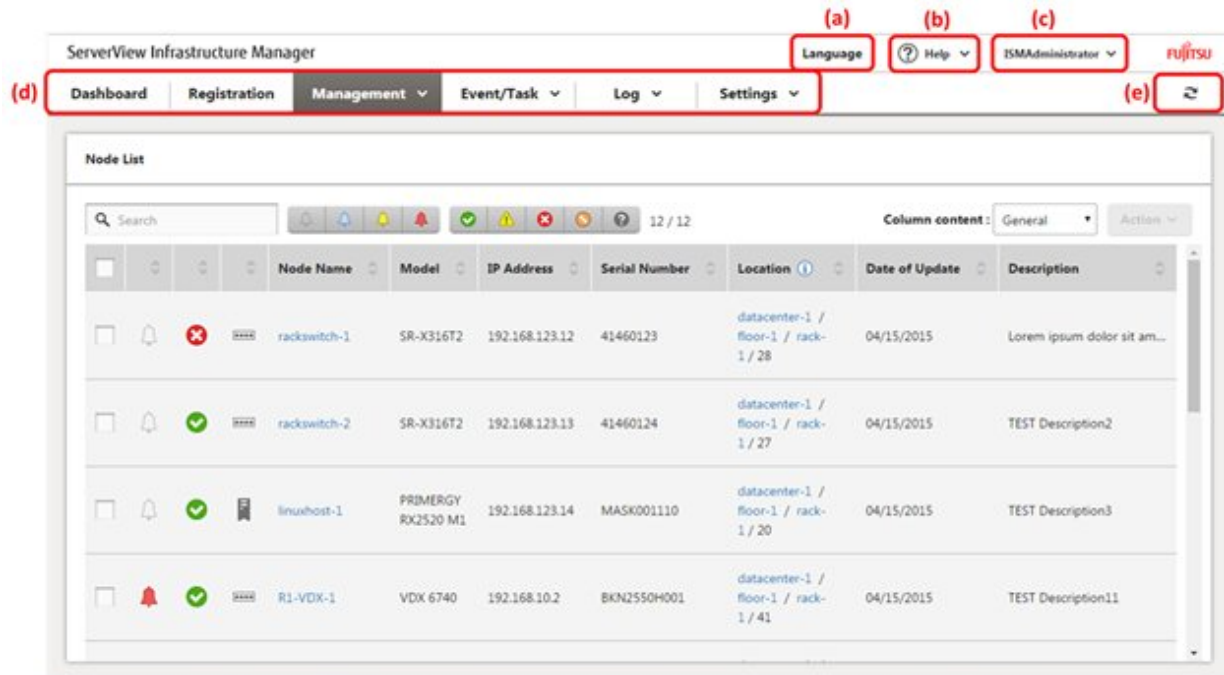 (a) (b) (c)
ServerView Infrastructure Manager Language ? Help ISMAdministrator FUJITSU
(d) Dashboard Registration Management Event/Task Log Settings (e)
Node List
Search 12 / 12 Column content : General Action
Node Name Model IP Address Serial Number Location Date of Update Description
rackswitch-1 SR-X316T2 192.168.123.12 41460123 datacenter-1 / floor-1 / rack-1 / 28 04/15/2015 Lorem ipsum dolor sit am...
rackswitch-2 SR-X316T2 192.168.123.13 41460124 datacenter-1 / floor-1 / rack-1 / 27 04/15/2015 TEST Description2
linuxhost-1 PRIMERGY RX2520 M1 192.168.123.14 MASK001110 datacenter-1 / floor-1 / rack-1 / 20 04/15/2015 TEST Description3
R1-VDX-1 VDX 6740 192.168.10.2 BKN2550H001 datacenter-1 / floor-1 / rack-1 / 41 04/15/2015 TEST Description11